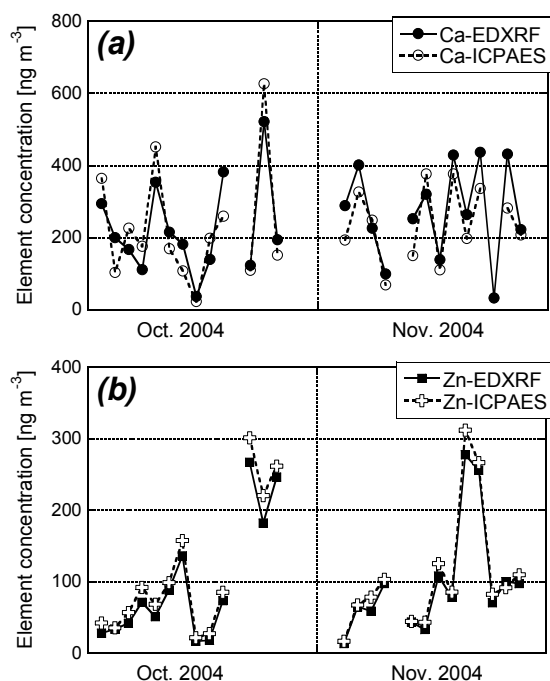 (a)
Ca-EDXRF
Ca-ICPAES
Element concentration [ng m-3]
800
600
400
200
0
Oct. 2004 Nov. 2004
(b)
Zn-EDXRF
Zn-ICPAES
Element concentration [ng m-3]
400
300
200
100
0
Oct. 2004 Nov. 2004